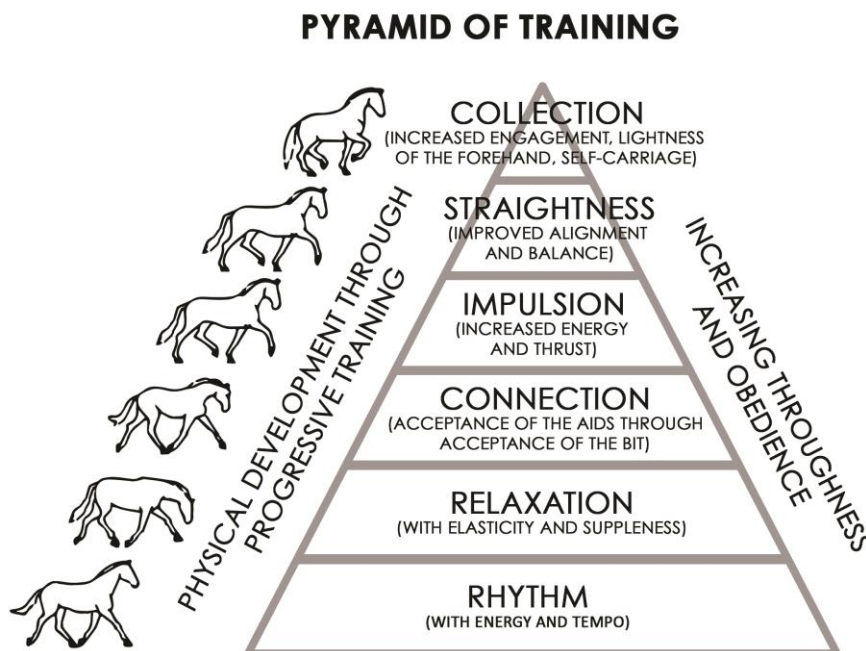 PYRAMID OF TRAINING
COLLECTION
(INCREASED ENGAGEMENT, LIGHTNESS
OF THE FOREHAND, SELF-CARRIAGE)
STRAIGHTNESS
(IMPROVED ALIGNMENT
AND BALANCE)
IMPULSION
(INCREASED ENERGY
AND THRUST)
CONNECTION
(ACCEPTANCE OF THE AIDS THROUGH
ACCEPTANCE OF THE BIT)
RELAXATION
(WITH ELASTICITY AND SUPPLENESS)
RHYTHM
(WITH ENERGY AND TEMPO)
PHYSICAL DEVELOPMENT THROUGH
PROGRESSIVE TRAINING
INCREASING THROUGHNESS
AND OBEDIENCE